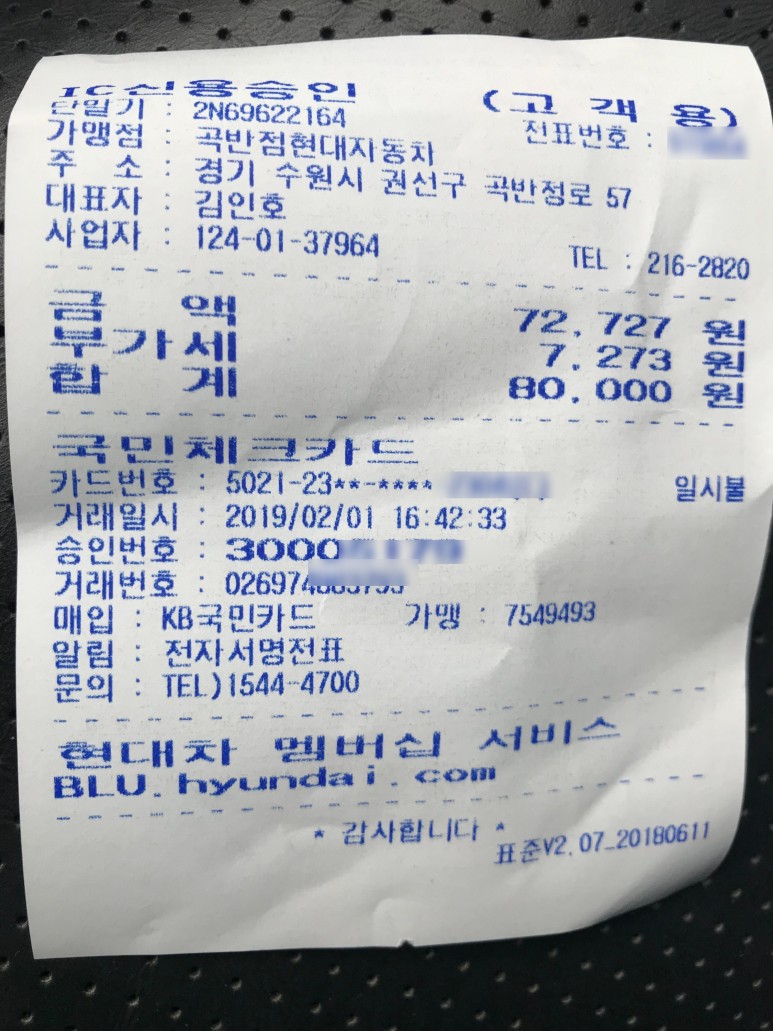 IC신용승인 (고 객 용)
단말기 : 2N69622164 전표번호 :
가맹점 : 곡반점현대자동차
주 소 : 경기 수원시 권선구 곡반정로 57
대표자 : 김인호
사업자 : 124-01-37964 TEL : 216-2820
금 액 72,727 원
부가세 7,273 원
합 계 80,000 원
국민체크카드
카드번호 : 5021-23**-**** 일시불
거래일시 : 2019/02/01 16:42:33
승인번호 : 3000
거래번호 : 026974
매입 : KB국민카드 가맹 : 7549493
알림 : 전자서명전표
문의 : TEL)1544-4700
현대차 멤버십 서비스
BLU.hyundai.com
* 감사합니다 *
표준V2.07_20180611